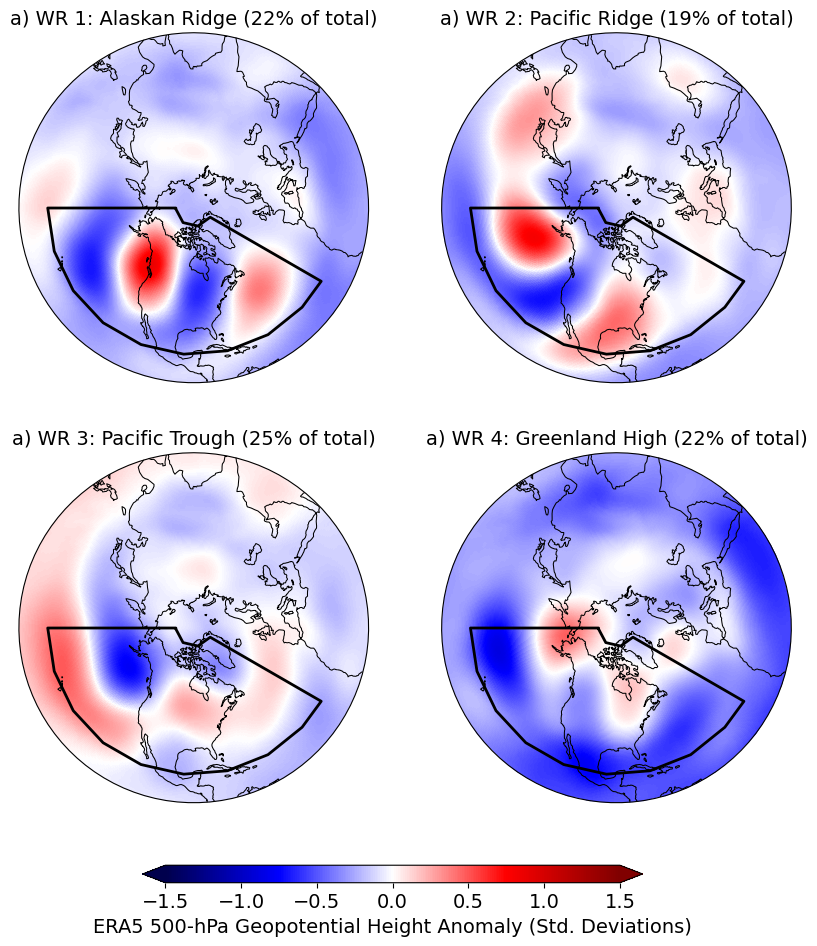 a) WR 1: Alaskan Ridge (22% of total)
a) WR 2: Pacific Ridge (19% of total)
a) WR 3: Pacific Trough (25% of total)
a) WR 4: Greenland High (22% of total)
−1.5 −1.0 −0.5 0.0 0.5 1.0 1.5
ERA5 500-hPa Geopotential Height Anomaly (Std. Deviations)